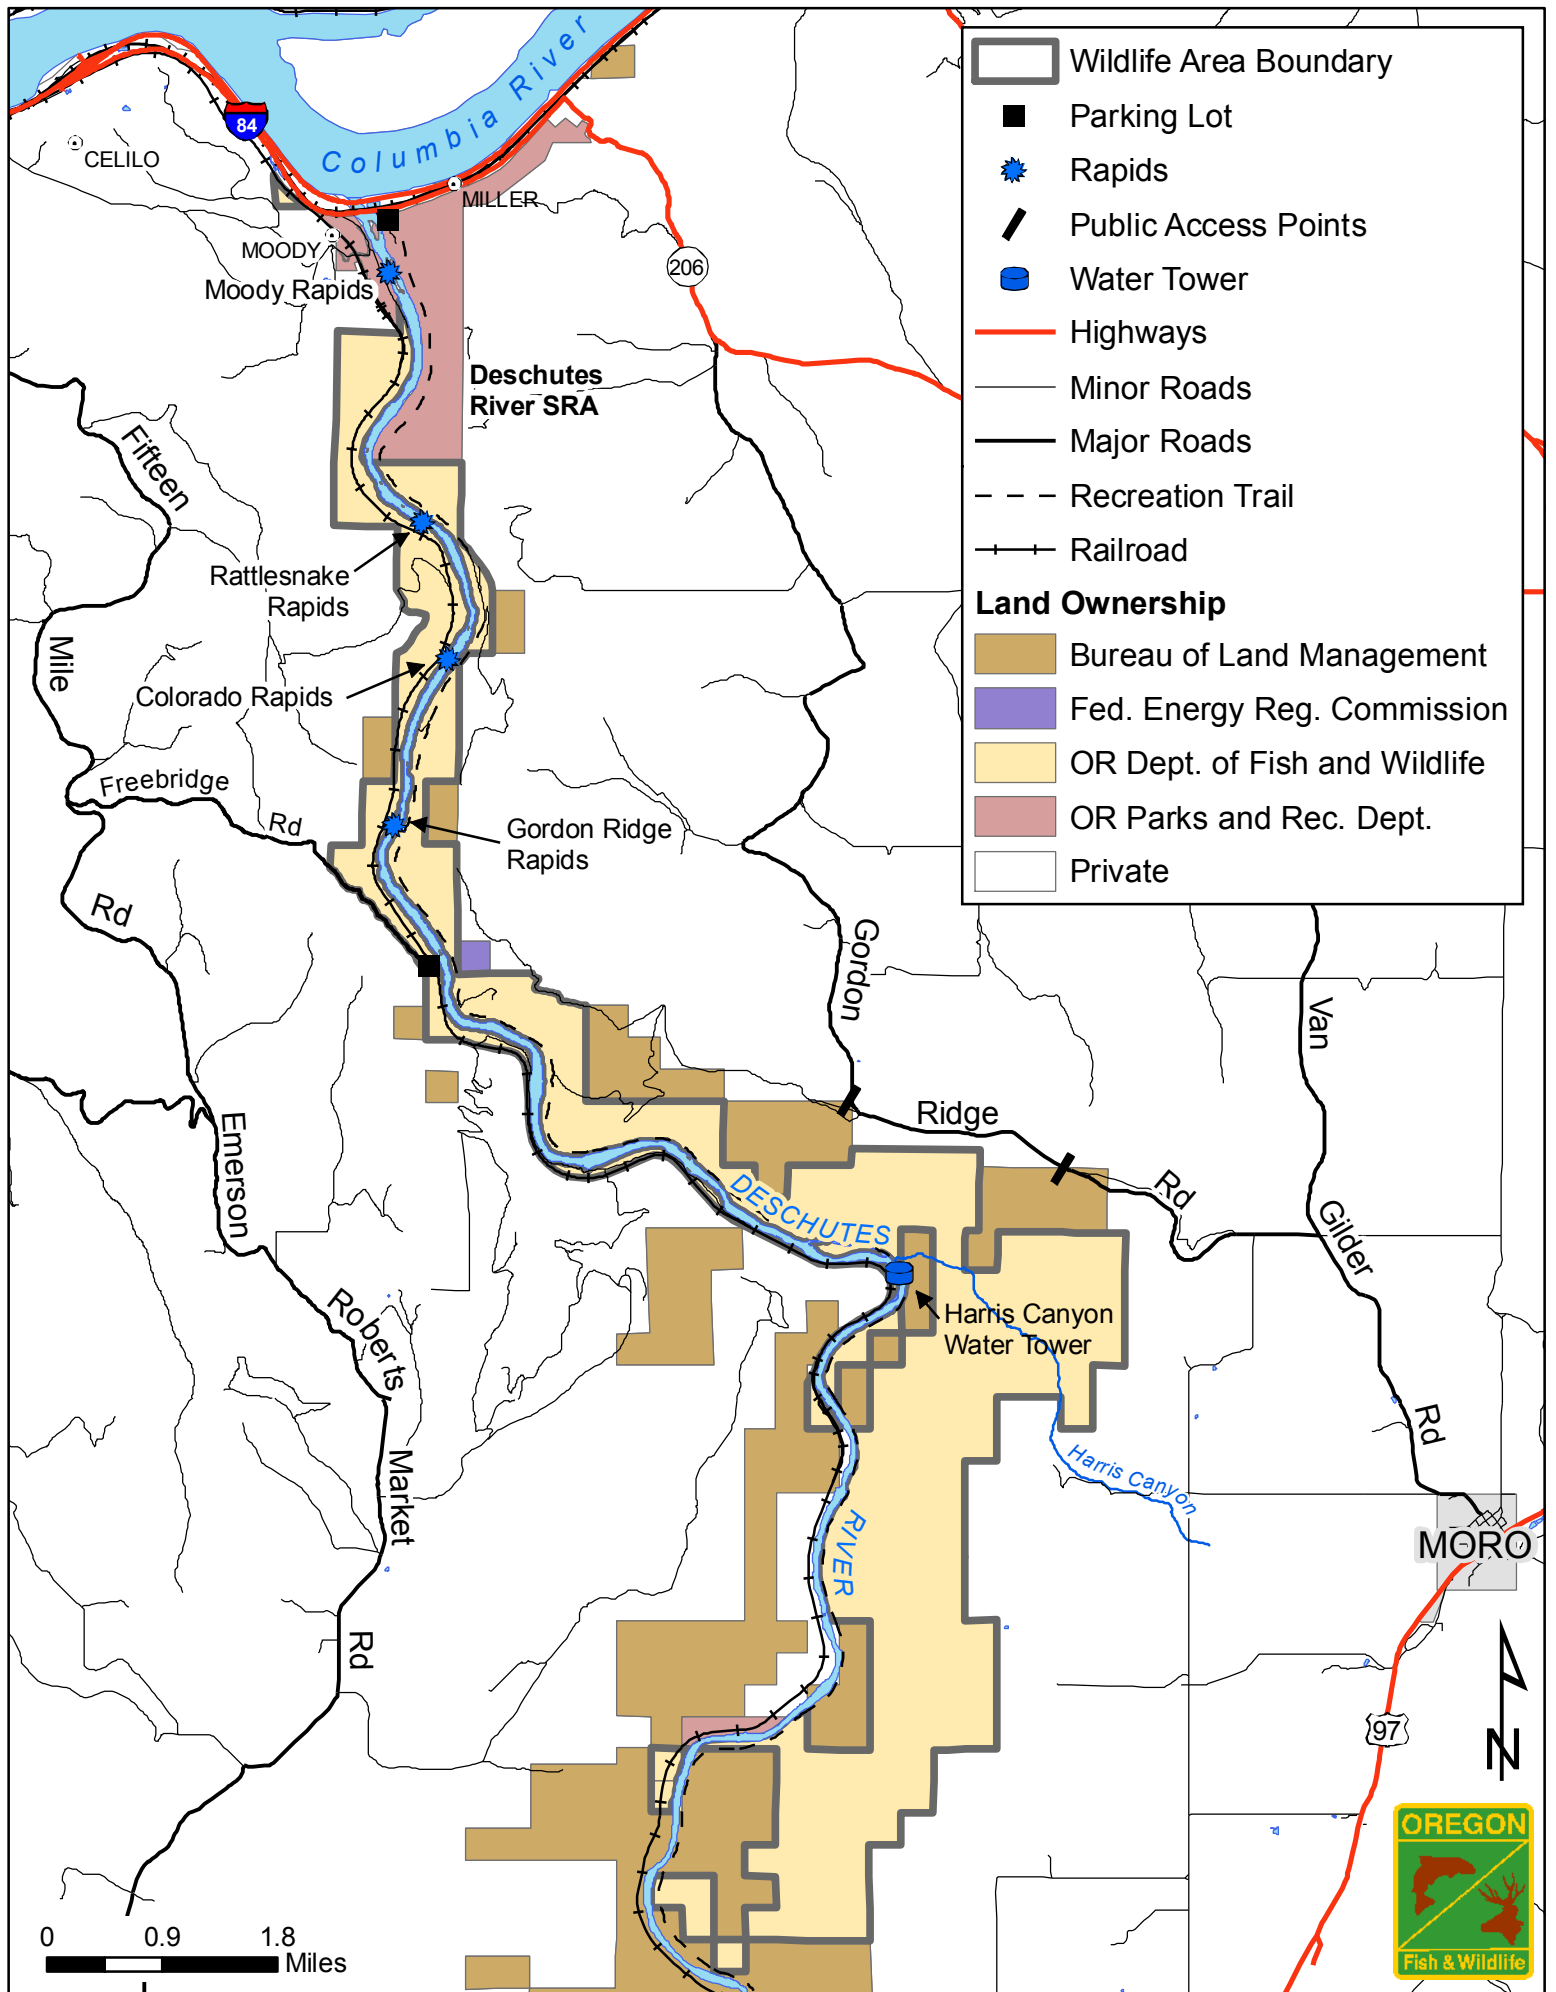 Columbia River
84
CELILO
MILLER
MOODY
Moody Rapids
206
Deschutes
River SRA
Wildlife Area Boundary
Parking Lot
Rapids
Public Access Points
Water Tower
Highways
Minor Roads
Major Roads
Recreation Trail
Railroad
Land Ownership
Bureau of Land Management
Fed. Energy Reg. Commission
OR Dept. of Fish and Wildlife
OR Parks and Rec. Dept.
Private
Fifteen
Mile
Rd
Rattlesnake
Rapids
Colorado Rapids
Freebridge
Rd
Gordon Ridge
Rapids
Gordon
Ridge
Rd
Van
Gilder
Rd
Emerson
Roberts
Market
Rd
DESCHUTES
RIVER
Harris Canyon
Water Tower
Harris Canyon
MORO
97
N
0 0.9 1.8
Miles
OREGON
Fish & Wildlife